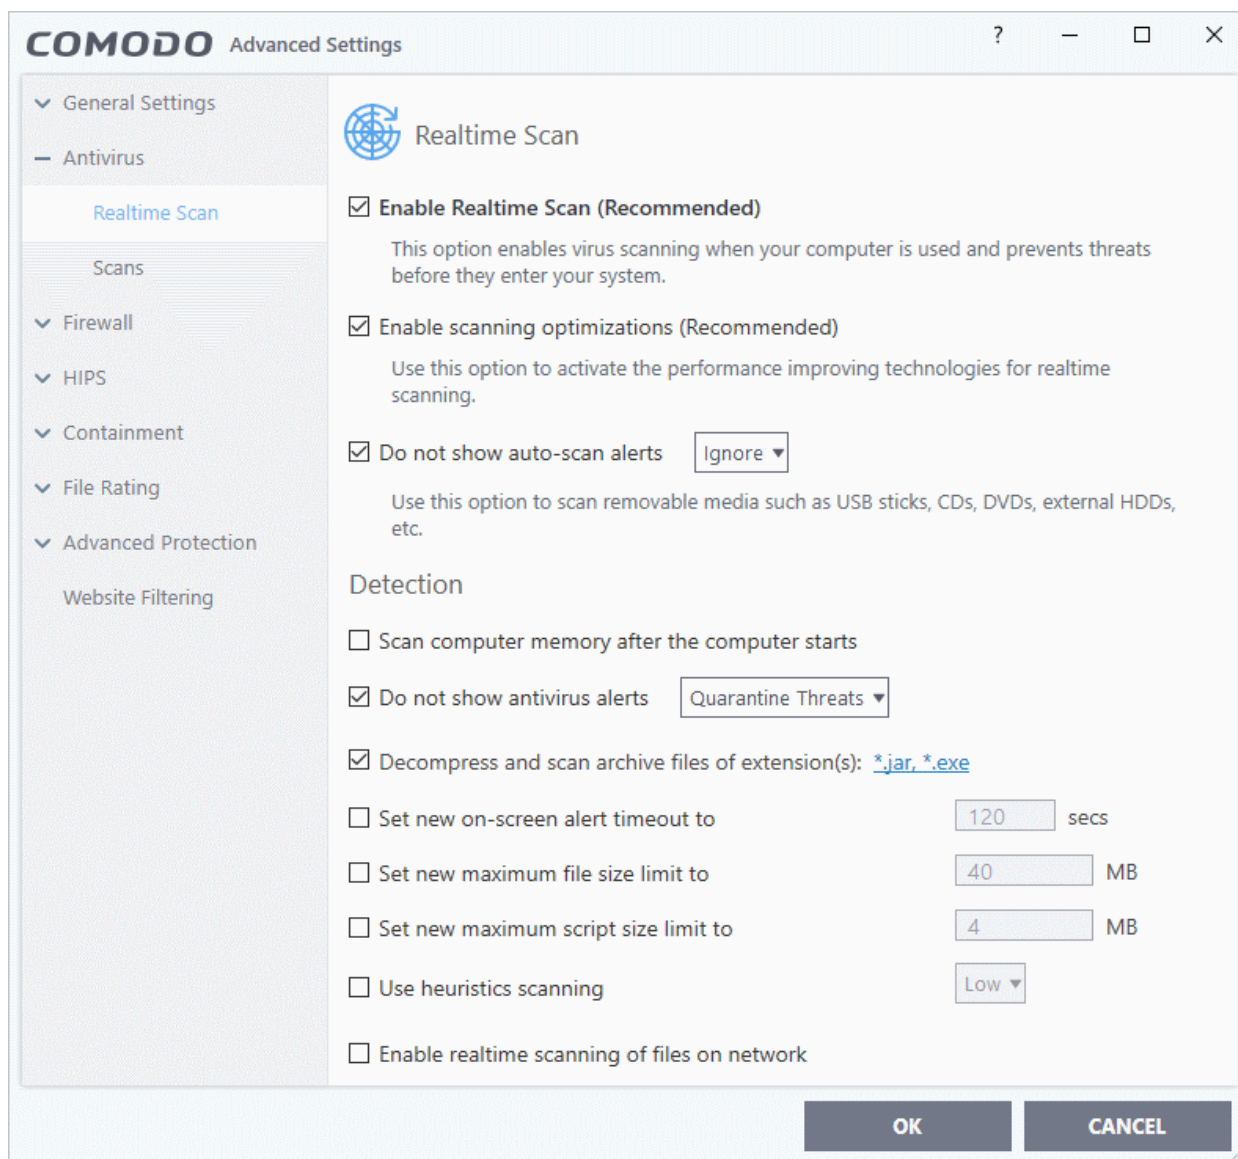 COMODO Advanced Settings
?
General Settings
Antivirus
Realtime Scan
Scans
Firewall
HIPS
Containment
File Rating
Advanced Protection
Website Filtering
Realtime Scan
Enable Realtime Scan (Recommended)
This option enables virus scanning when your computer is used and prevents threats
before they enter your system.
Enable scanning optimizations (Recommended)
Use this option to activate the performance improving technologies for realtime
scanning.
Do not show auto-scan alerts Ignore
Use this option to scan removable media such as USB sticks, CDs, DVDs, external HDDs,
etc.
Detection
Scan computer memory after the computer starts
Do not show antivirus alerts Quarantine Threats
Decompress and scan archive files of extension(s): *.jar, *.exe
Set new on-screen alert timeout to 120 secs
Set new maximum file size limit to 40 MB
Set new maximum script size limit to 4 MB
Use heuristics scanning Low
Enable realtime scanning of files on network
OK CANCEL